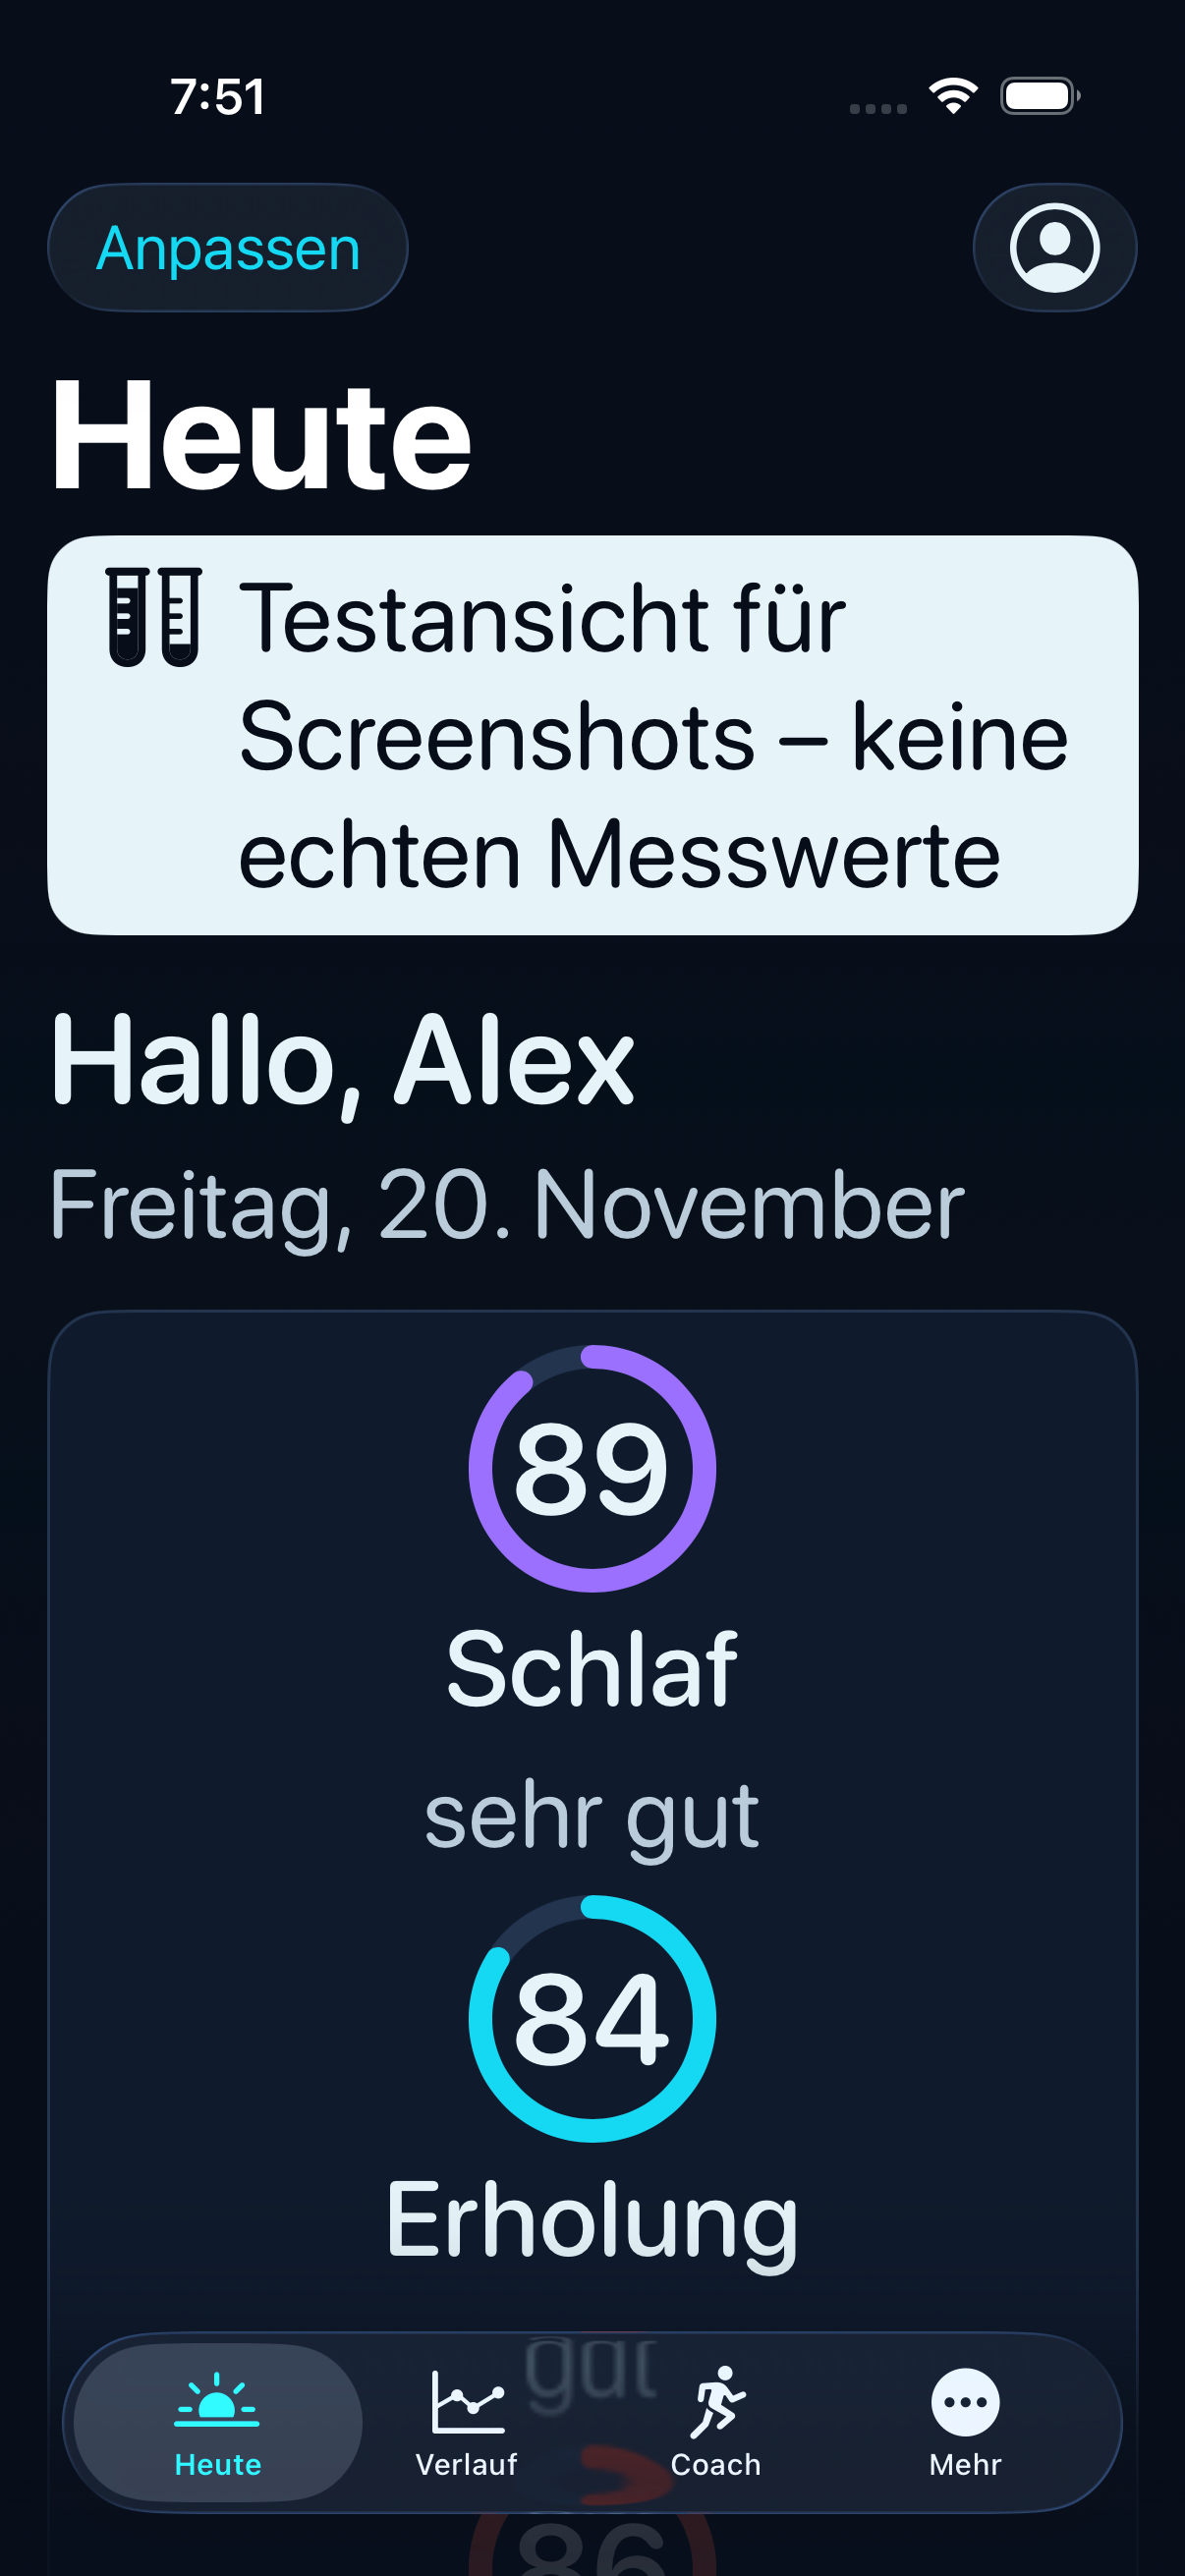 7:51
Anpassen
Heute
Testansicht für
Screenshots – keine
echten Messwerte
Hallo, Alex
Freitag, 20. November
89
Schlaf
sehr gut
84
Erholung
Heute
Verlauf
Coach
Mehr
86